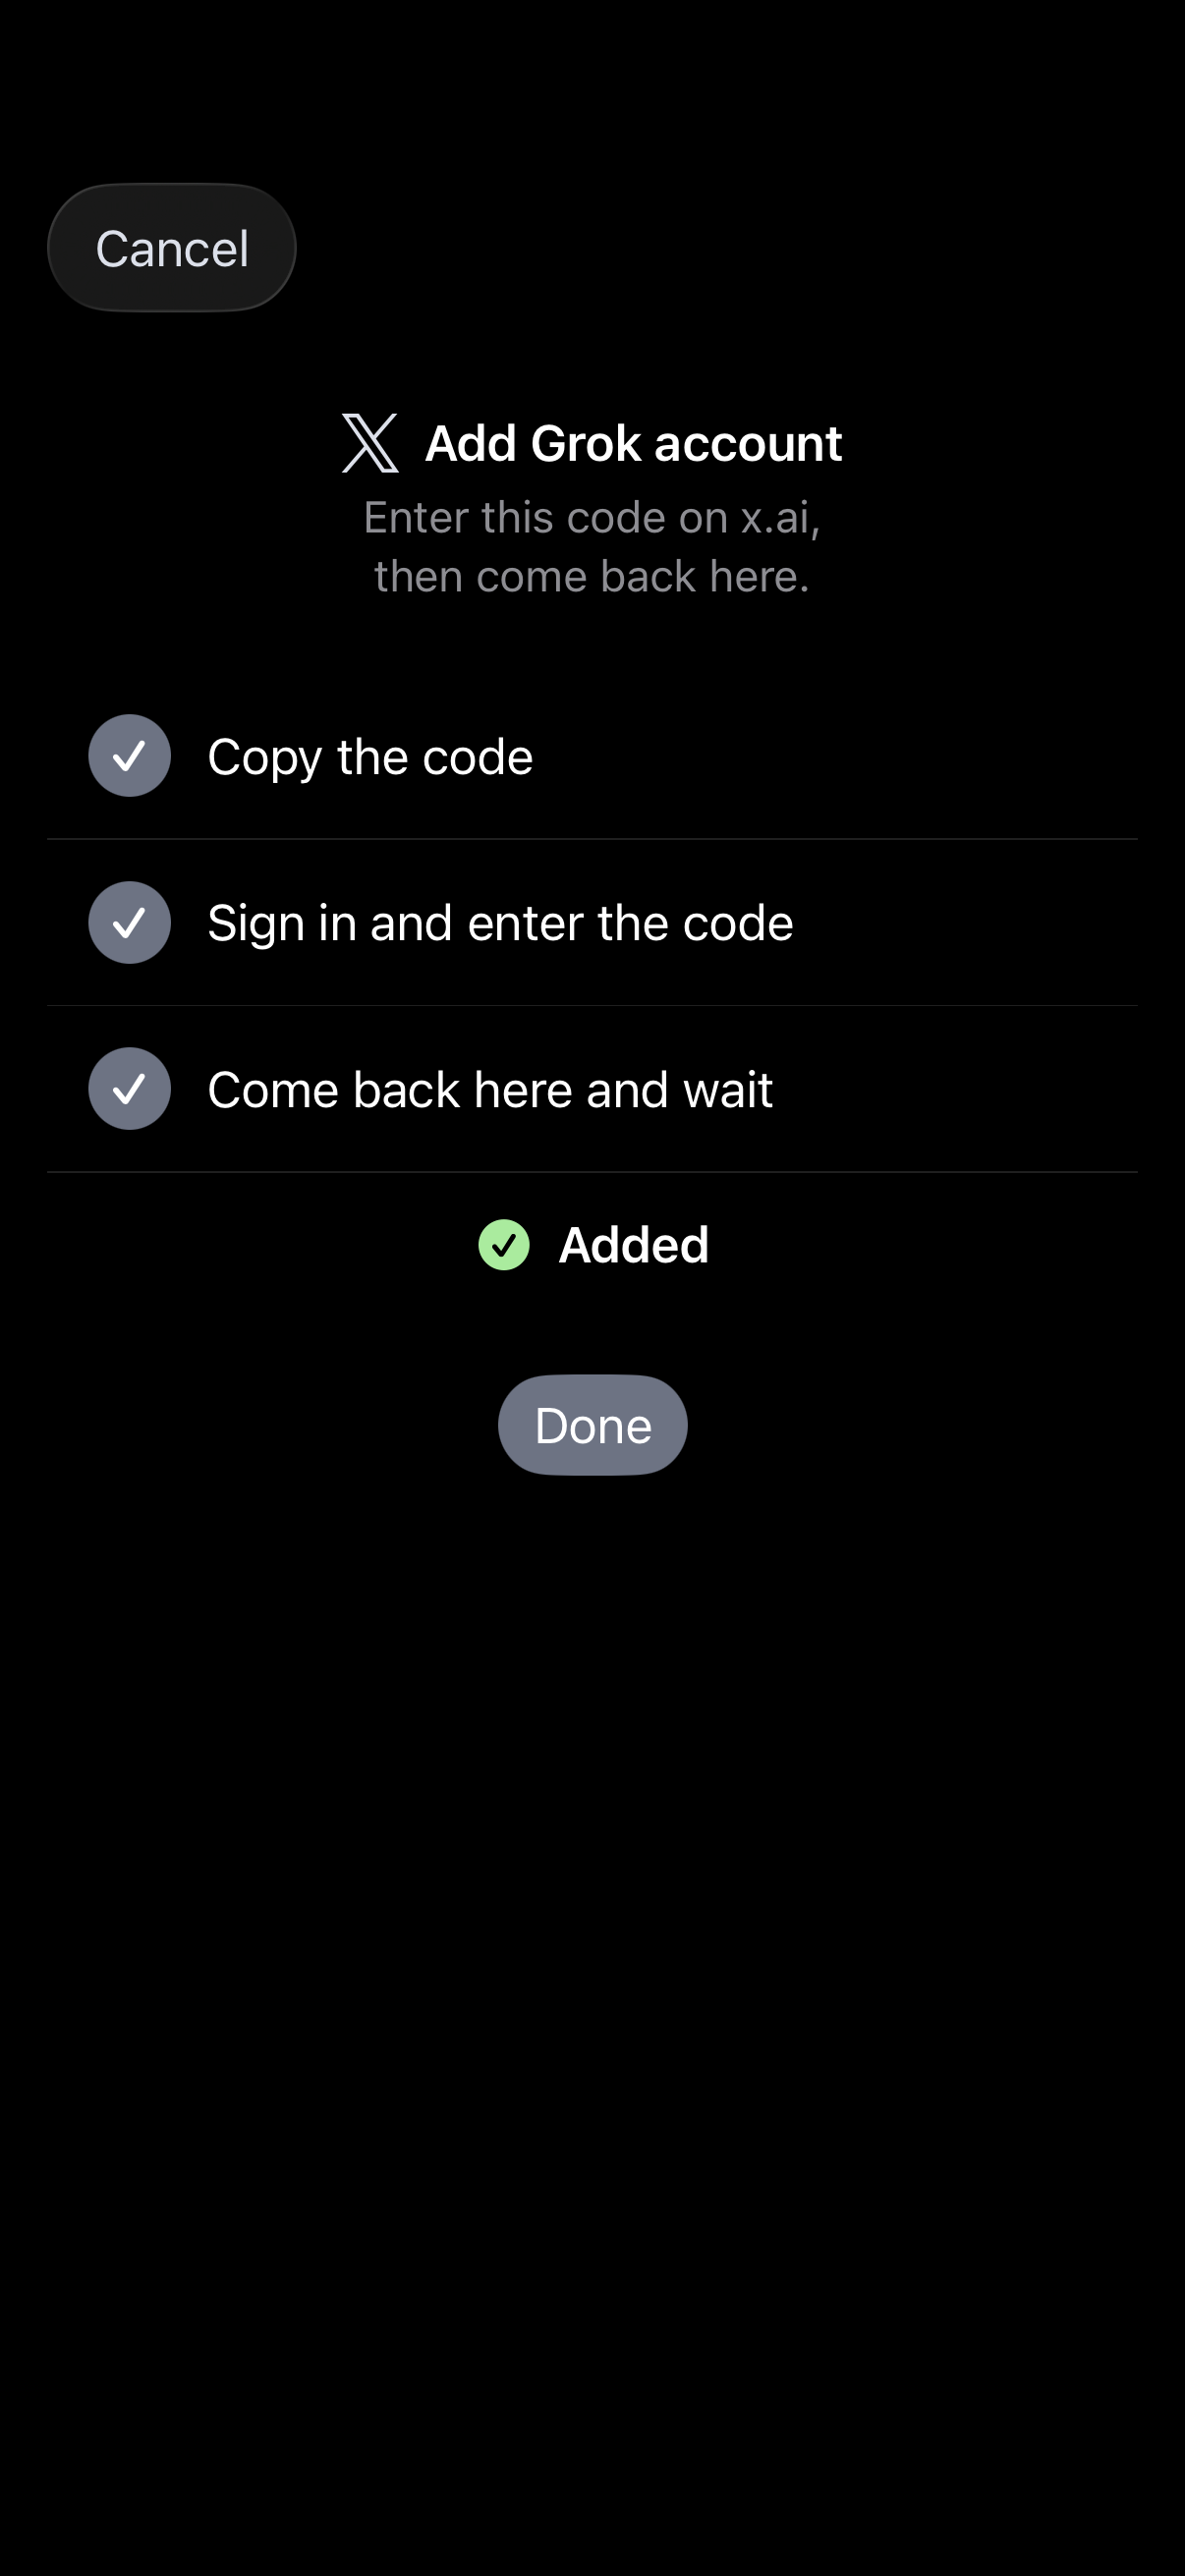 Cancel
Add Grok account
Enter this code on x.ai,
then come back here.
Copy the code
Sign in and enter the code
Come back here and wait
Added
Done